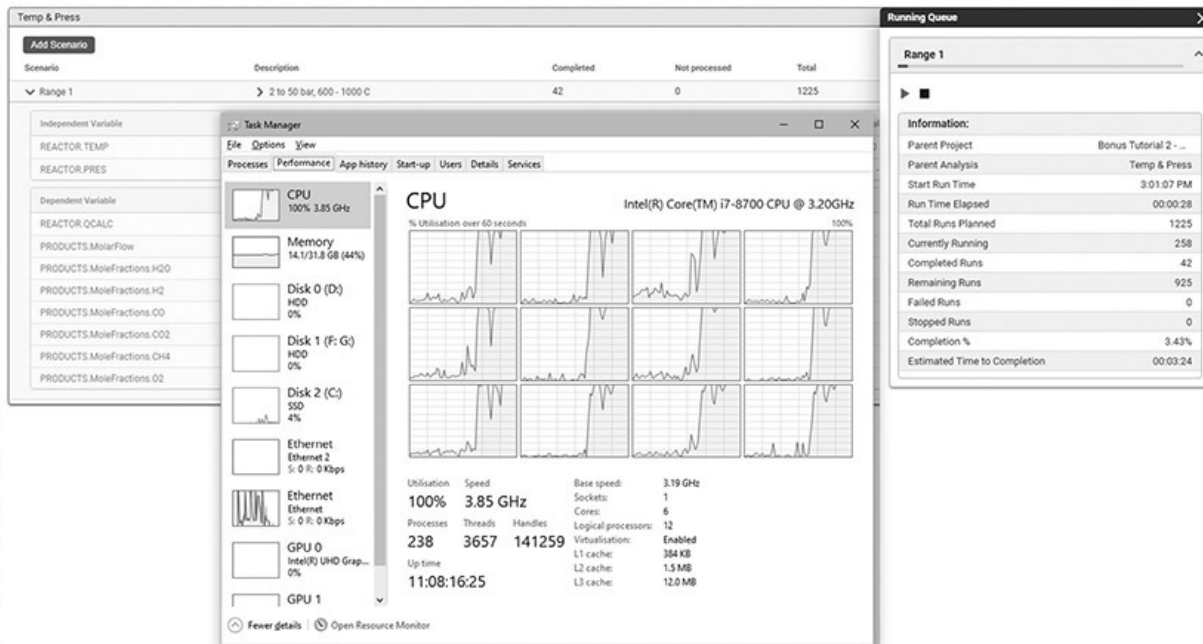 Temp & Press
Add Scenario
Scenario Description Completed Not processed Total
Range 1 2 to 50 bar, 600 - 1000 C 42 0 1225
Independent Variable
REACTOR.TEMP
REACTOR.PRES
Dependent Variable
REACTOR.QCALC
PRODUCTS.MolarFlow
PRODUCTS.MoleFractions.H2O
PRODUCTS.MoleFractions.H2
PRODUCTS.MoleFractions.CO
PRODUCTS.MoleFractions.CO2
PRODUCTS.MoleFractions.CH4
PRODUCTS.MoleFractions.O2
Task Manager
File Options View
Processes Performance App history Start-up Users Details Services
CPU
100% 3.85 GHz
Memory
14.1/31.8 GB (44%)
Disk 0 (D:)
HDD
0%
Disk 1 (F: G:)
HDD
0%
Disk 2 (C:)
SSD
4%
Ethernet
Ethernet 2
S: 0 R: 0 Kbps
Ethernet
Ethernet
S: 0 R: 0 Kbps
GPU 0
Intel(R) UHD Grap...
0%
GPU 1
CPU Intel(R) Core(TM) i7-8700 CPU @ 3.20GHz
% Utilisation over 60 seconds 100%
Utilisation Speed
100% 3.85 GHz
Processes Threads Handles
238 3657 141259
Up time
11:08:16:25
Base speed: 3.19 GHz
Sockets: 1
Cores: 6
Logical processors: 12
Virtualisation: Enabled
L1 cache: 384 KB
L2 cache: 1.5 MB
L3 cache: 12.0 MB
Fewer details Open Resource Monitor
Running Queue
Range 1
Information:
Parent Project Bonus Tutorial 2 - ...
Parent Analysis Temp & Press
Start Run Time 3:01:07 PM
Run Time Elapsed 00:00:28
Total Runs Planned 1225
Currently Running 258
Completed Runs 42
Remaining Runs 925
Failed Runs 0
Stopped Runs 0
Completion % 3.43%
Estimated Time to Completion 00:03:24